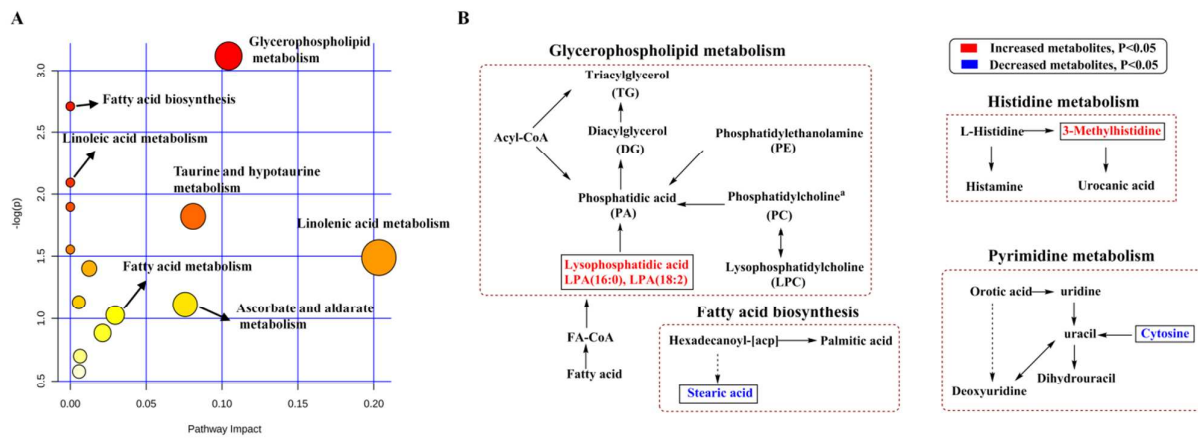 A
Glycerophospholipid
metabolism
3.0
Fatty acid biosynthesis
2.5
Linoleic acid metabolism
Taurine and hypotaurine
metabolism
2.0
-log(p)
Linolenic acid metabolism
1.5
Fatty acid metabolism
Ascorbate and aldarate
metabolism
1.0
0.5
0.00 0.05 0.10 0.15 0.20
Pathway Impact
B
Glycerophospholipid metabolism
Triacylglycerol
(TG)
Acyl-CoA
Diacylglycerol
(DG)
Phosphatidylethanolamine
(PE)
Phosphatidic acid
(PA)
Phosphatidylcholineª
(PC)
Lysophosphatidic acid
LPA(16:0), LPA(18:2)
Lysophosphatidylcholine
(LPC)
FA-CoA
Fatty acid
Fatty acid biosynthesis
Hexadecanoyl-[acp]
Palmitic acid
Stearic acid
Increased metabolites, P<0.05
Decreased metabolites, P<0.05
Histidine metabolism
L-Histidine
3-Methylhistidine
Histamine
Urocanic acid
Pyrimidine metabolism
Orotic acid
uridine
uracil
Cytosine
Deoxyuridine
Dihydrouracil